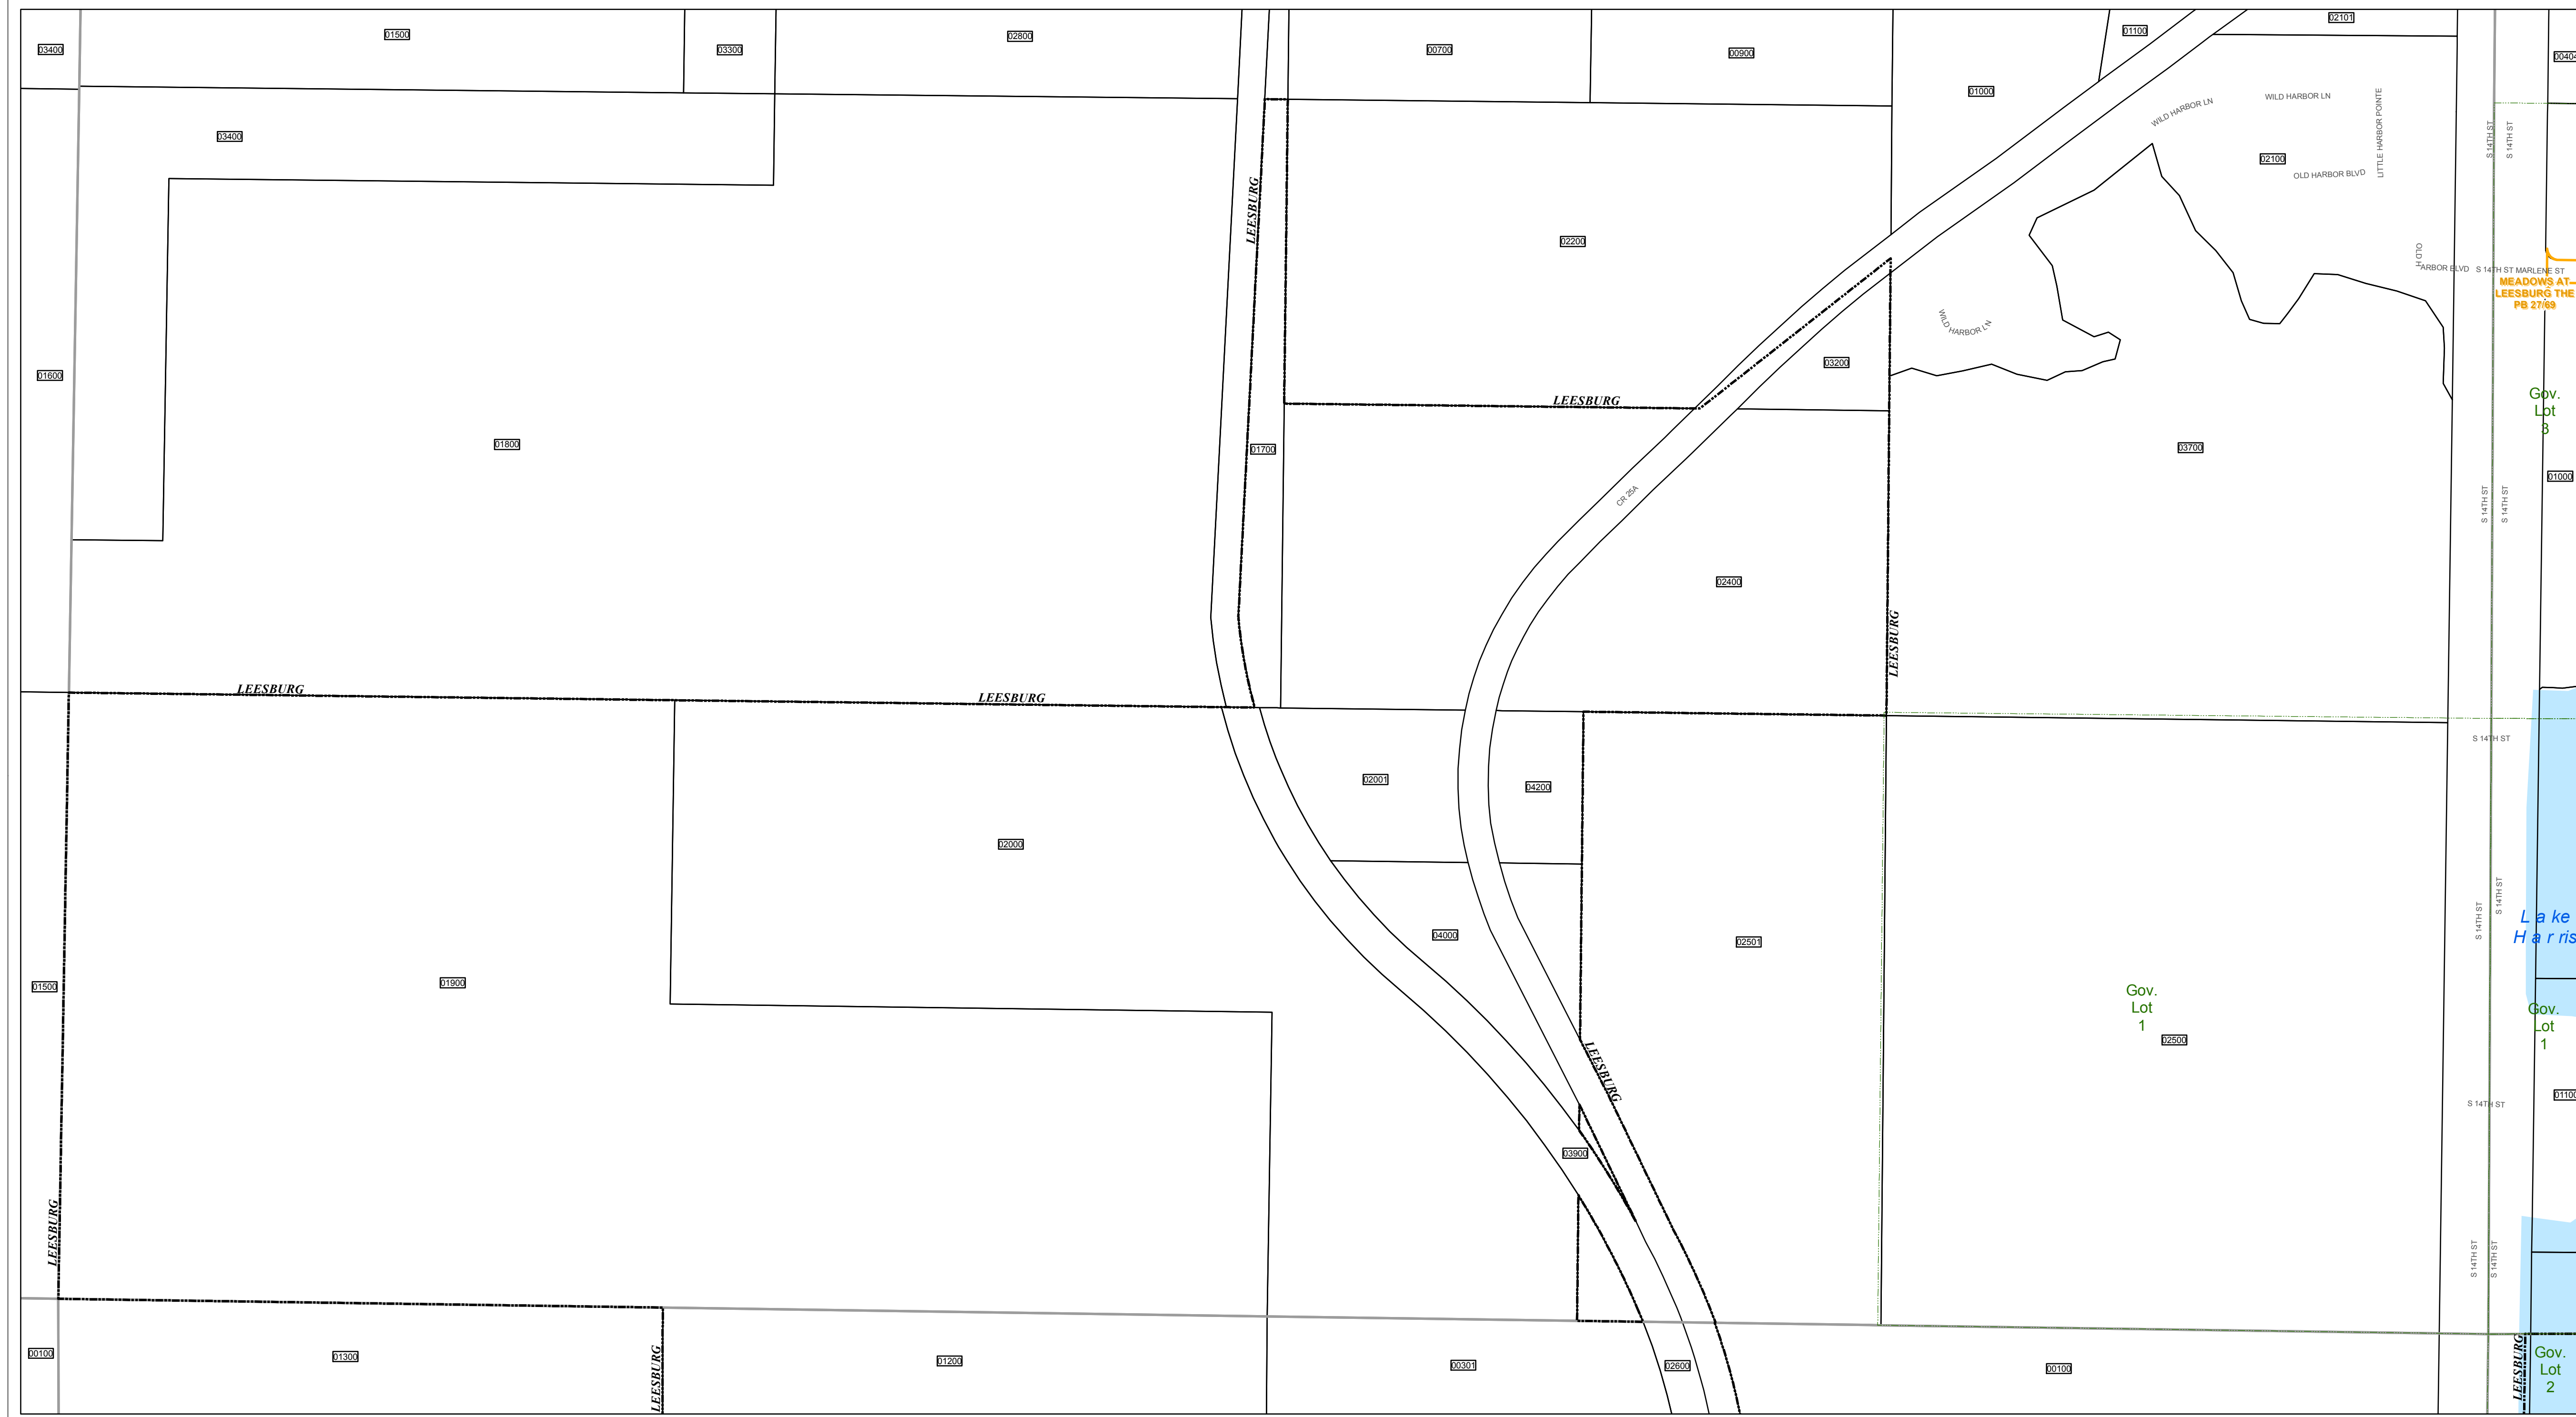 03400
01500
03300
02800
00700
00900
01100
02101
01000
WILD HARBOR LN
WILD HARBOR LN
LITTLE HARBOR POINTE
02100
OLD HARBOR BLVD
S 14TH ST
S 14TH ST
03400
LEESBURG
02200
OLD H
ARBOR BLVD
S 14TH ST
MARLENE ST
MEADOWS AT
LEESBURG THE
PB 27/69
WILD HARBOR LN
03200
01600
LEESBURG
Gov.
Lot
3
01800
01700
03700
01000
CR 25A
S 14TH ST
S 14TH ST
02400
LEESBURG
LEESBURG
LEESBURG
S 14TH ST
02001
04200
02000
S 14TH ST
S 14TH ST
Lake
Harris
04000
02501
01900
01500
Gov.
Lot
1
Gov.
Lot
1
02500
LEESBURG
S 14TH ST
03900
LEESBURG
S 14TH ST
S 14TH ST
00100
01300
LEESBURG
01200
00301
02600
00100
LEESBURG
Gov.
Lot
2